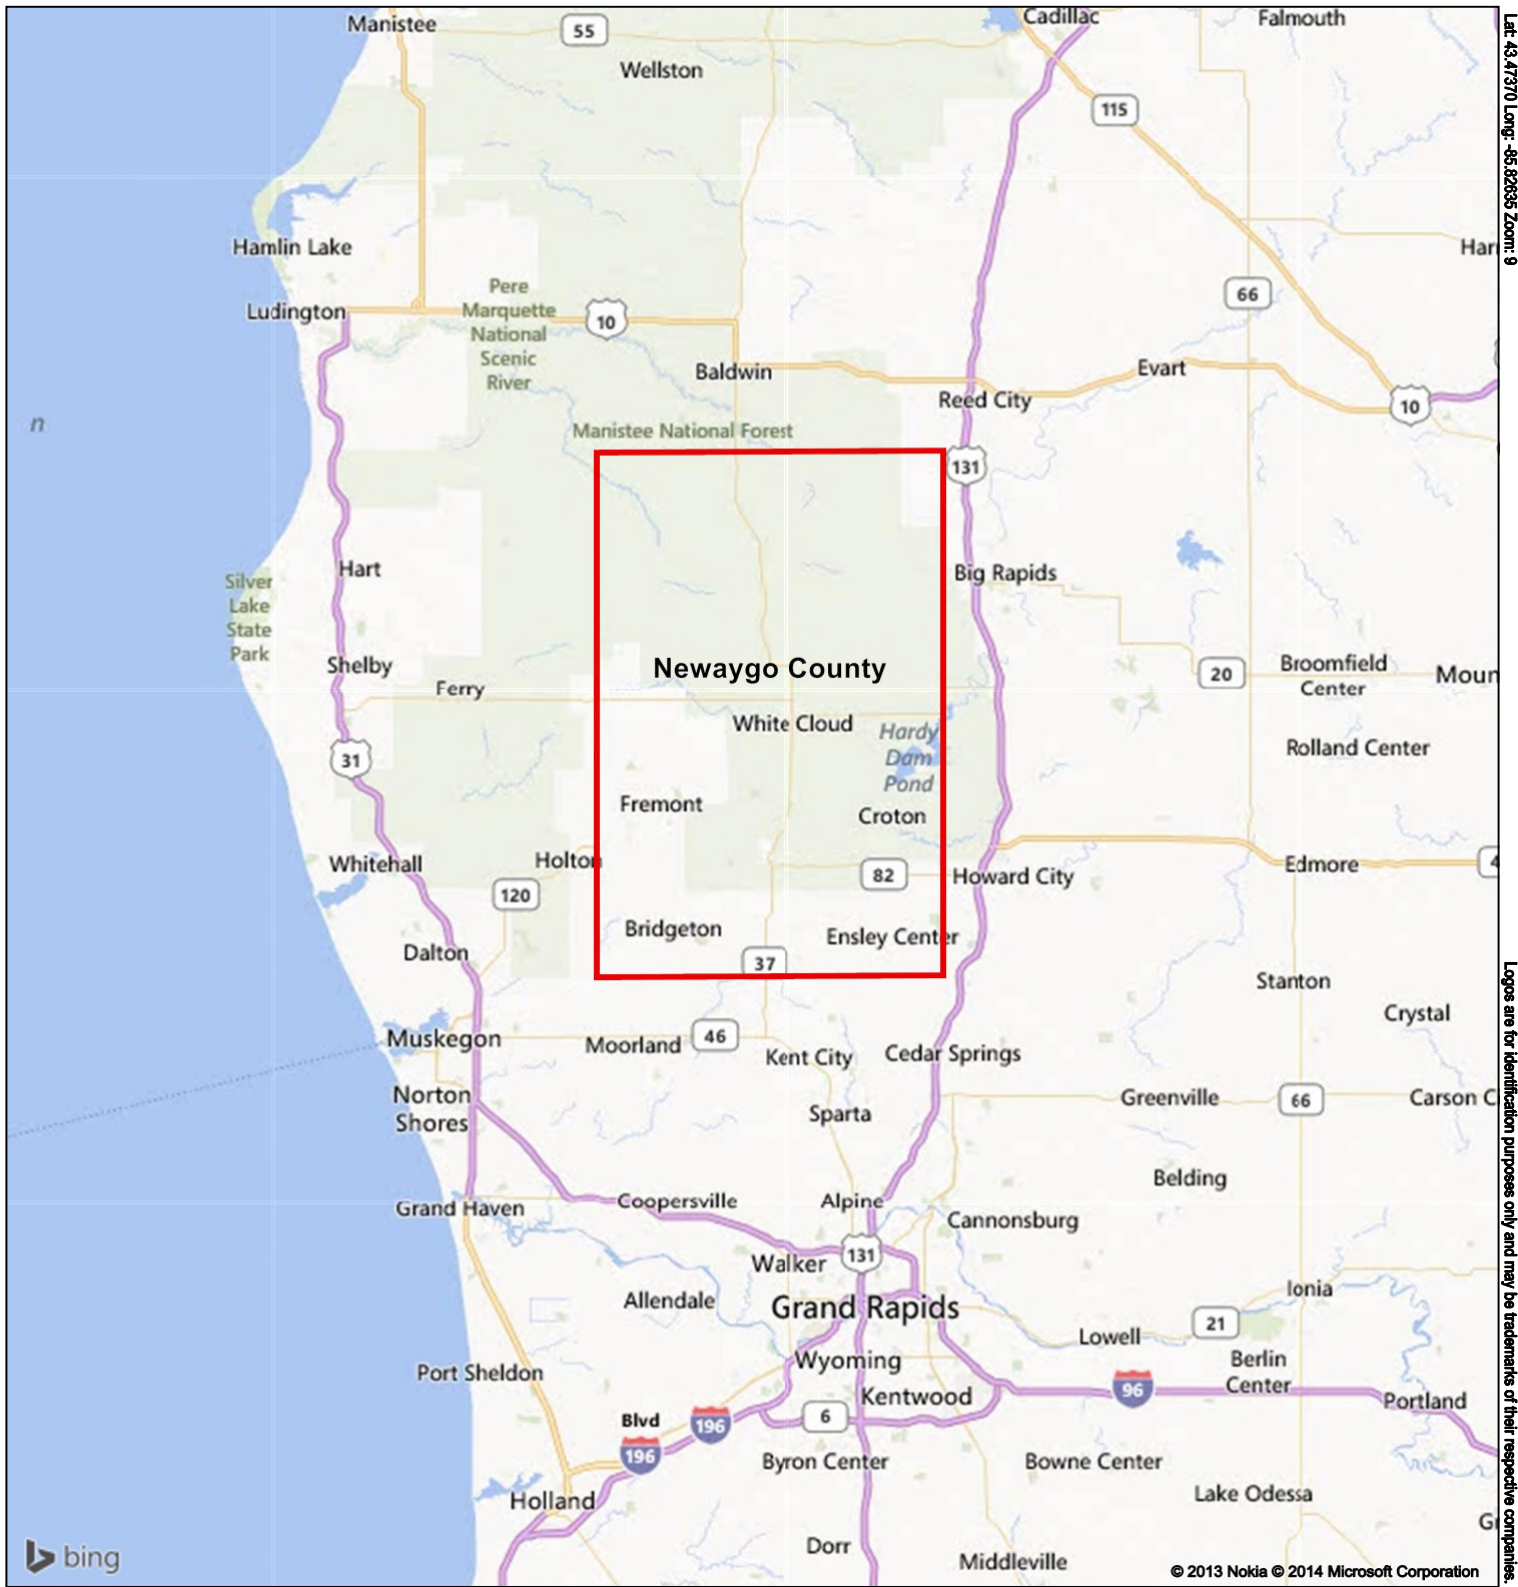 Manistee
55
Cadillac
Falmouth
Wellston
115
Hamlin Lake
Har
66
Ludington
Pere
Marquette
National
Scenic
River
10
Baldwin
Evart
Reed City
10
n
Manistee National Forest
131
Hart
Big Rapids
Silver
Lake
State
Park
Shelby
Ferry
Newaygo County
20
Broomfield
Center
Moun
White Cloud
Hardy
Dam
Pond
Rolland Center
31
Fremont
Croton
Whitehall
Holton
82
Howard City
Edmore
4
120
Bridgeton
Ensley Center
Dalton
37
Stanton
Crystal
Muskegon
Moorland
46
Kent City
Cedar Springs
Norton
Shores
Sparta
Greenville
66
Carson C
Belding
Grand Haven
Coopersville
Alpine
Cannonsburg
Walker
131
Allendale
Grand Rapids
Ionia
21
Lowell
Port Sheldon
Wyoming
Berlin
Center
Kentwood
96
Portland
Blvd
196
196
6
Byron Center
Bowne Center
Holland
Lake Odessa
Gr
Dorr
Middleville
bing
© 2013 Nokia © 2014 Microsoft Corporation
Lat: 43.47370 Long: -85.82635 Zoom: 9
Logos are for identification purposes only and may be trademarks of their respective companies.